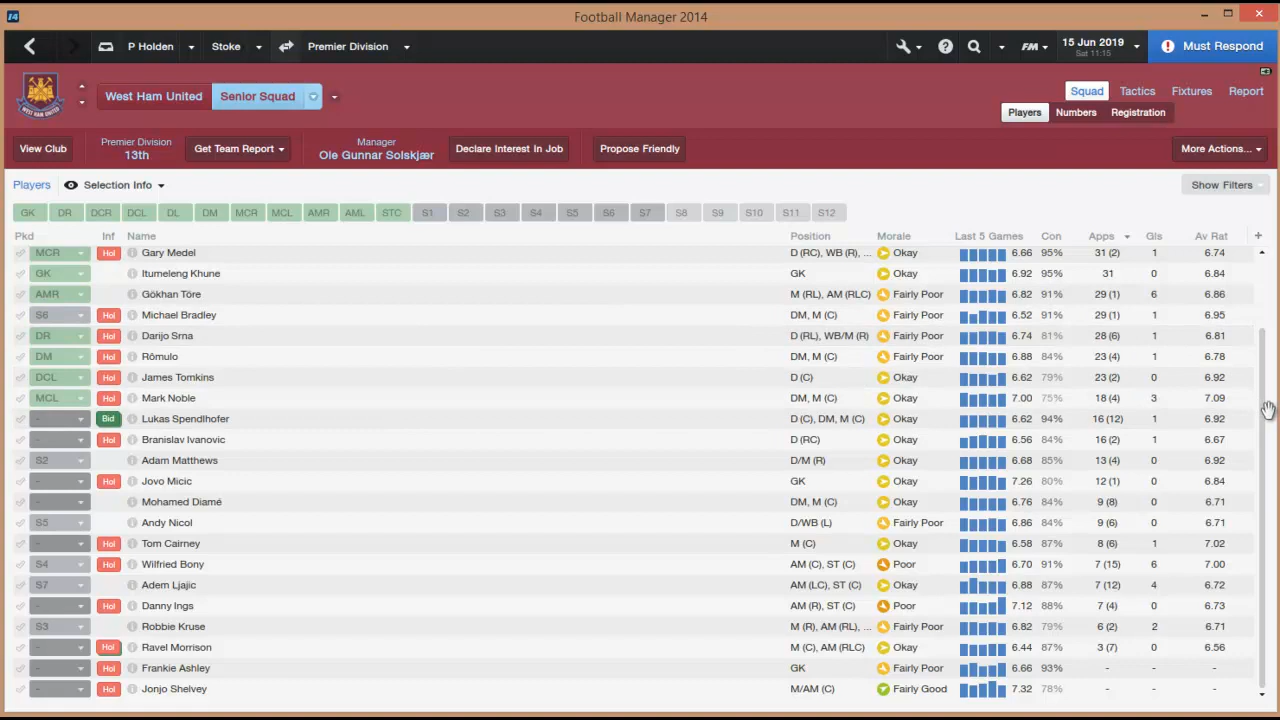 14 Football Manager 2014
P Holden Stoke Premier Division FM 15 Jun 2019 Sat 11:15 Must Respond
West Ham United Senior Squad Squad Tactics Fixtures Report
Players Numbers Registration
View Club Premier Division 13th Get Team Report Manager Ole Gunnar Solskjær Declare Interest In Job Propose Friendly More Actions...
Players Selection Info Show Filters
GK DR DCR DCL DL DM MCR MCL AMR AML STC S1 S2 S3 S4 S5 S6 S7 S8 S9 S10 S11 S12
Pkd Inf Name Position Morale Last 5 Games Con Apps Gls Av Rat +
MCR Hol Gary Medel D (RC), WB (R), ... Okay 6.66 95% 31 (2) 1 6.74
GK Itumeleng Khune GK Okay 6.92 95% 31 0 6.84
AMR Gökhan Töre M (RL), AM (RLC) Fairly Poor 6.82 91% 29 (1) 6 6.86
S6 Hol Michael Bradley DM, M (C) Fairly Poor 6.52 91% 29 (1) 1 6.95
DR Hol Darijo Srna D (RL), WB/M (R) Fairly Poor 6.74 81% 28 (6) 1 6.81
DM Hol Rômulo DM, M (C) Fairly Poor 6.88 84% 23 (4) 1 6.78
DCL Hol James Tomkins D (C) Okay 6.62 79% 23 (2) 0 6.92
MCL Hol Mark Noble DM, M (C) Okay 7.00 75% 18 (4) 3 7.09
- Bid Lukas Spendlhofer D (C), DM, M (C) Okay 6.62 94% 16 (12) 1 6.92
- Hol Branislav Ivanovic D (RC) Okay 6.56 84% 16 (2) 1 6.67
S2 Adam Matthews D/M (R) Okay 6.68 85% 13 (4) 0 6.92
- Hol Jovo Micic GK Okay 7.26 80% 12 (1) 0 6.84
- Mohamed Diamé DM, M (C) Okay 6.76 84% 9 (8) 0 6.71
S5 Andy Nicol D/WB (L) Fairly Poor 6.86 84% 9 (6) 0 6.71
- Hol Tom Cairney M (C) Okay 6.58 87% 8 (6) 1 7.02
S4 Hol Wilfried Bony AM (C), ST (C) Poor 6.70 91% 7 (15) 6 7.00
S7 Adem Ljajic AM (LC), ST (C) Okay 6.88 87% 7 (12) 4 6.72
- Hol Danny Ings AM (R), ST (C) Poor 7.12 88% 7 (4) 0 6.73
S3 Robbie Kruse M (R), AM (RL), ... Fairly Poor 6.82 79% 6 (2) 2 6.71
- Hol Ravel Morrison M (C), AM (RLC) Okay 6.44 87% 3 (7) 0 6.56
- Hol Frankie Ashley GK Fairly Poor 6.66 93% - - -
- Hol Jonjo Shelvey M/AM (C) Fairly Good 7.32 78% - - -